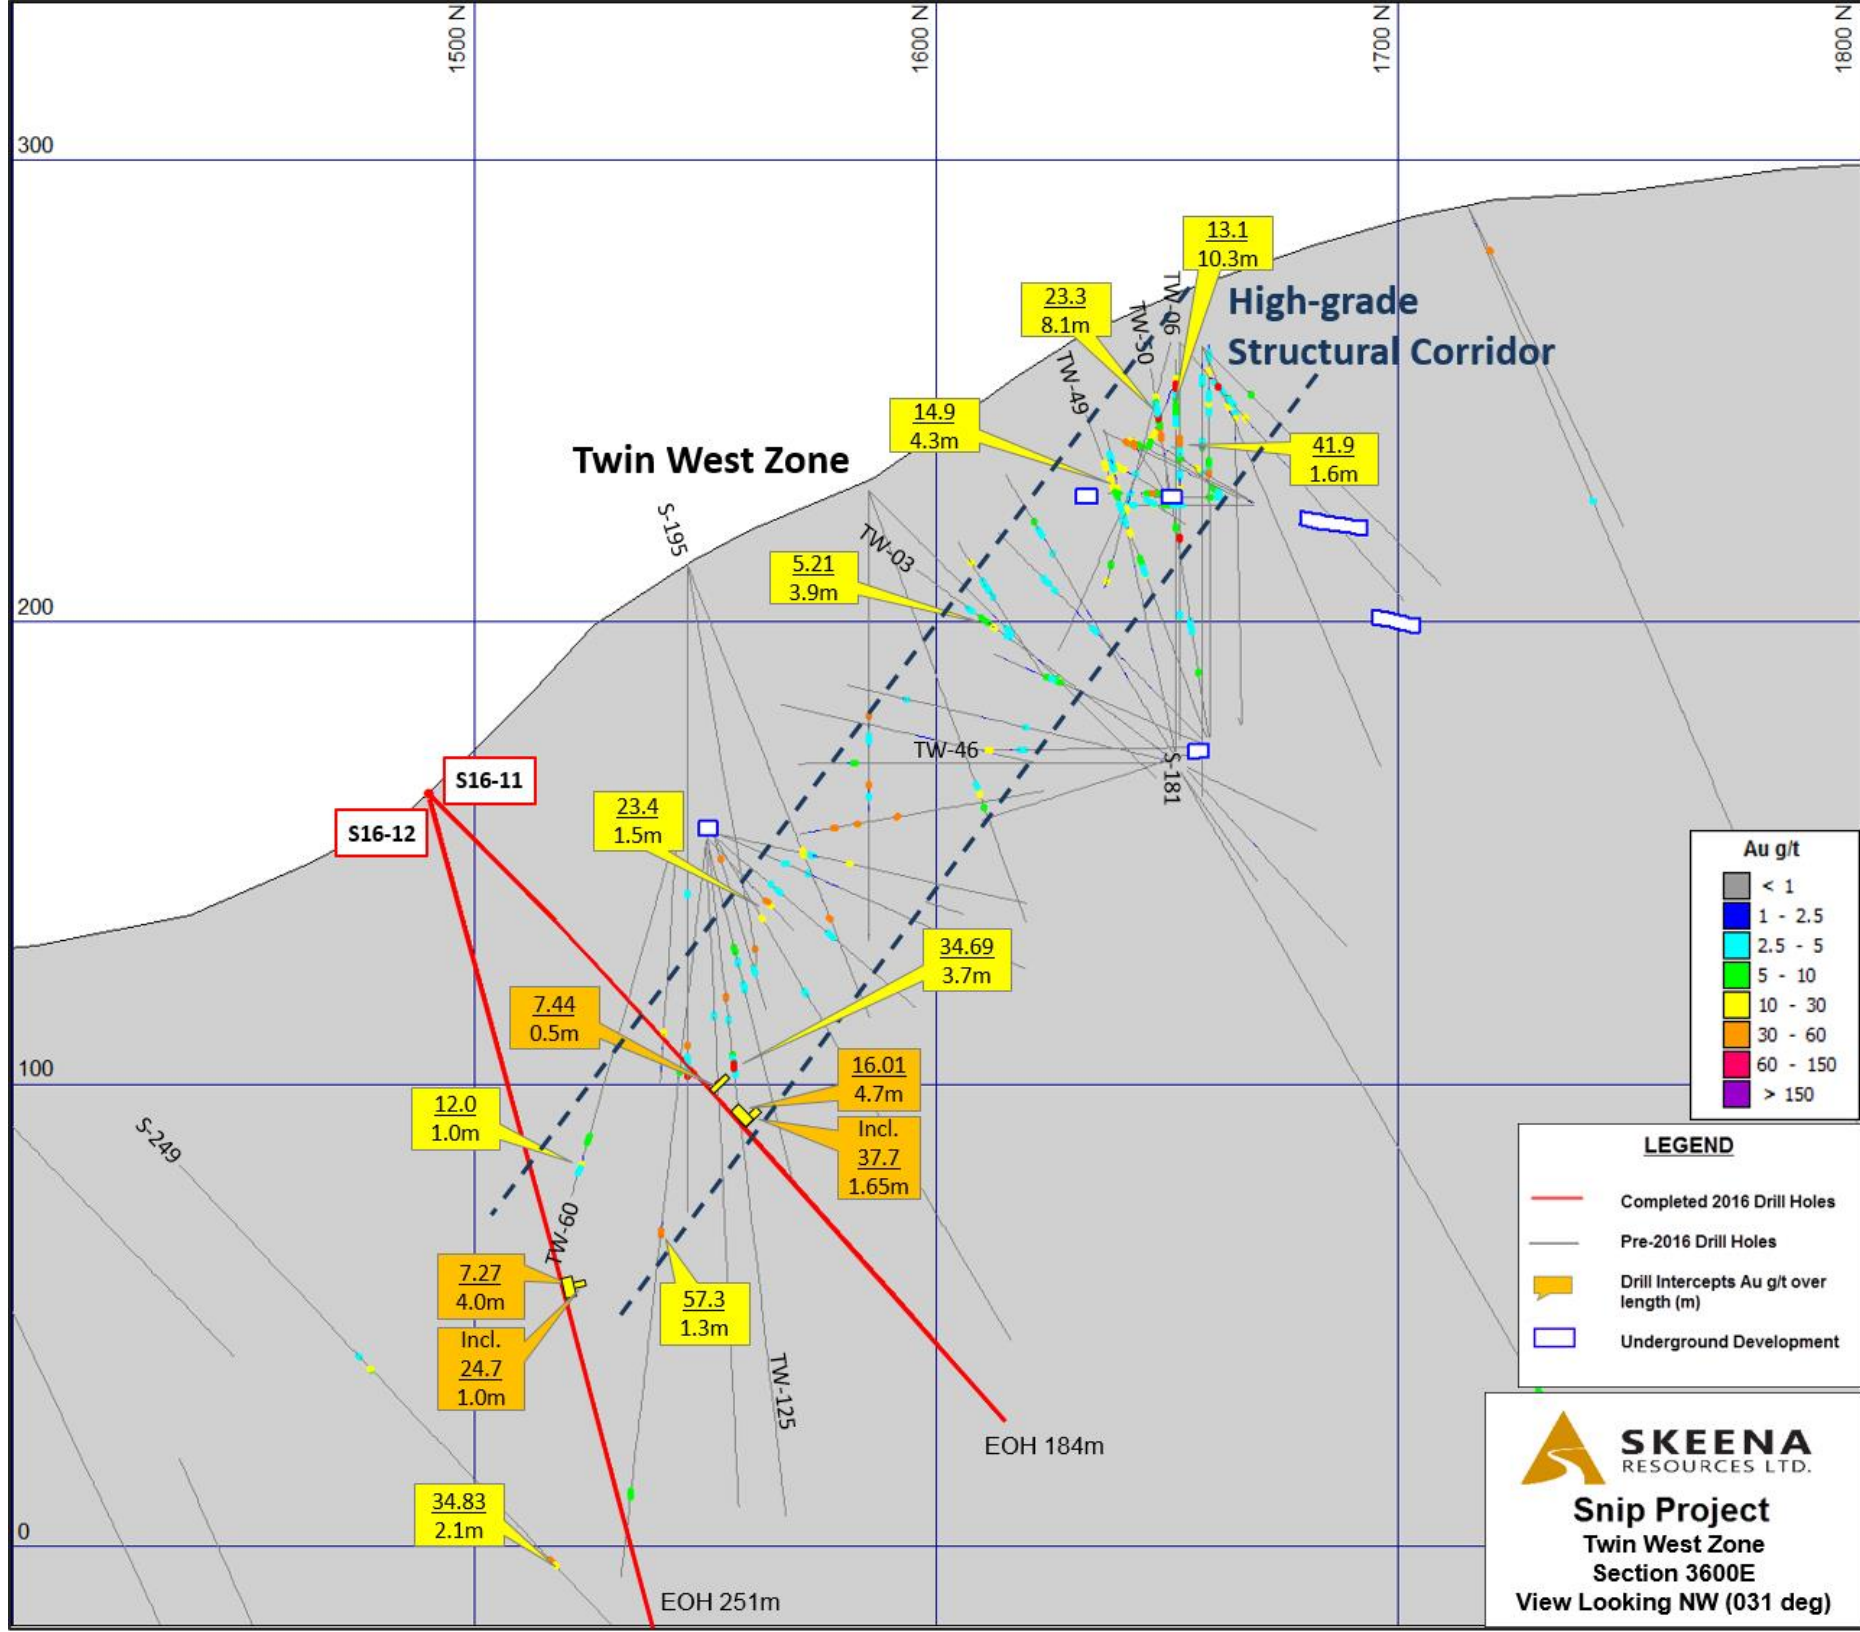 1500 N
1600 N
1700 N
1800 N
300
13.1
10.3m
23.3
8.1m
TW-06
TW-50
TW-49
High-grade
Structural Corridor
14.9
4.3m
41.9
1.6m
Twin West Zone
S-195
TW-03
5.21
3.9m
200
TW-46
S-181
S16-11
S16-12
23.4
1.5m
34.69
3.7m
7.44
0.5m
16.01
4.7m
Incl.
37.7
1.65m
100
12.0
1.0m
S-249
TW-60
7.27
4.0m
Incl.
24.7
1.0m
57.3
1.3m
TW-125
EOH 184m
34.83
2.1m
0
EOH 251m
Au g/t
< 1
1 - 2.5
2.5 - 5
5 - 10
10 - 30
30 - 60
60 - 150
> 150
LEGEND
Completed 2016 Drill Holes
Pre-2016 Drill Holes
Drill Intercepts Au g/t over
length (m)
Underground Development
SKEENA
RESOURCES LTD.
Snip Project
Twin West Zone
Section 3600E
View Looking NW (031 deg)